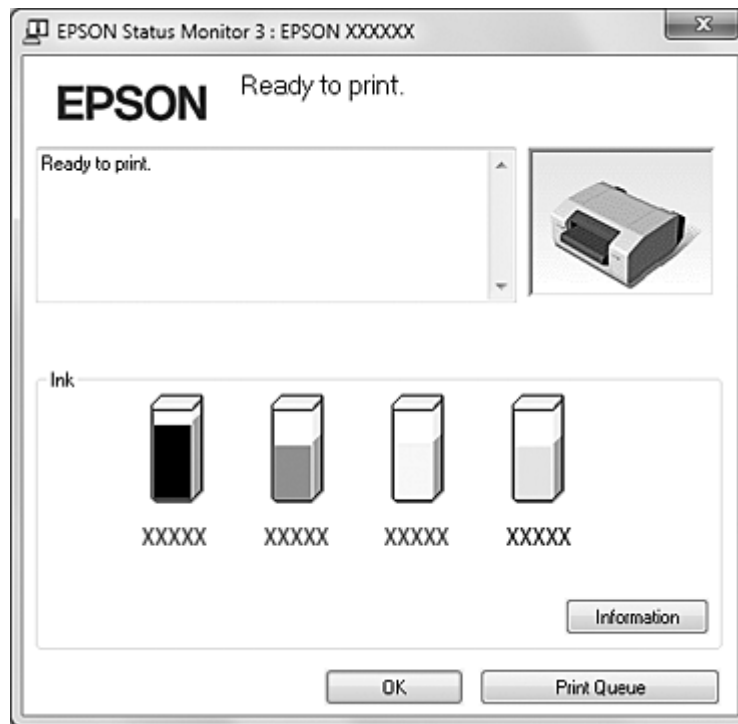 EPSON Status Monitor 3 : EPSON XXXXXX
EPSON
Ready to print.
Ready to print.
Ink
XXXXX XXXXX XXXXX XXXXX
Information
OK Print Queue